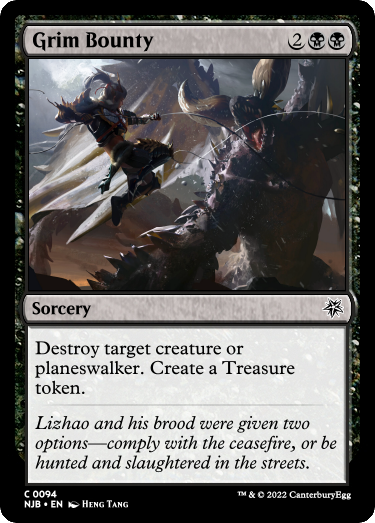 Grim Bounty 2
Sorcery
Destroy target creature or
planeswalker. Create a Treasure
token.
Lizhao and his brood were given two
options—comply with the ceasefire, or be
hunted and slaughtered in the streets.
C 0094
NJB • EN Heng Tang
™ & © 2022 CanterburyEgg